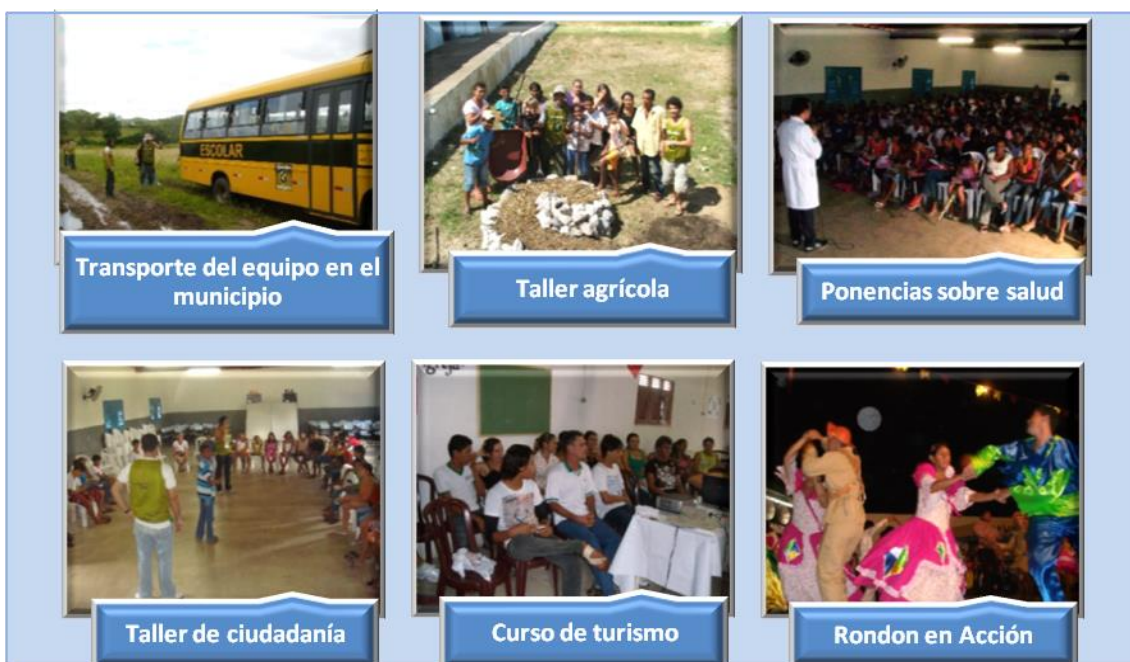 ESCOLAR
Transporte del equipo en el
municipio
Taller agrícola
Ponencias sobre salud
Taller de ciudadanía
Curso de turismo
Rondon en Acción